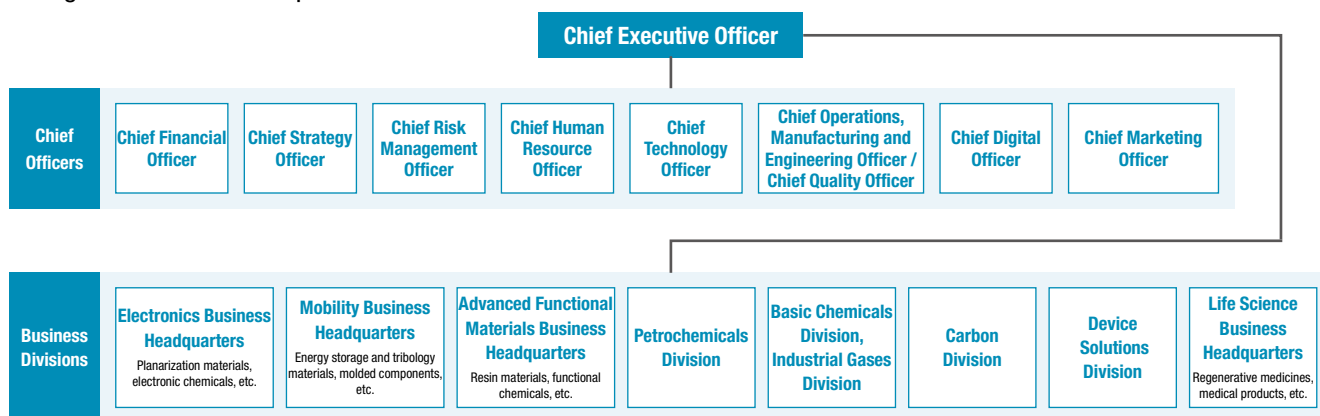 Chief Executive Officer
Chief
Officers
Chief Financial
Officer
Chief Strategy
Officer
Chief Risk
Management
Officer
Chief Human
Resource
Officer
Chief
Technology
Officer
Chief Operations,
Manufacturing and
Engineering Officer /
Chief Quality Officer
Chief Digital
Officer
Chief Marketing
Officer
Business
Divisions
Electronics Business
Headquarters
Planarization materials,
electronic chemicals, etc.
Mobility Business
Headquarters
Energy storage and tribology
materials, molded components,
etc.
Advanced Functional
Materials Business
Headquarters
Resin materials, functional
chemicals, etc.
Petrochemicals
Division
Basic Chemicals
Division,
Industrial Gases
Division
Carbon
Division
Device
Solutions
Division
Life Science
Business
Headquarters
Regenerative medicines,
medical products, etc.